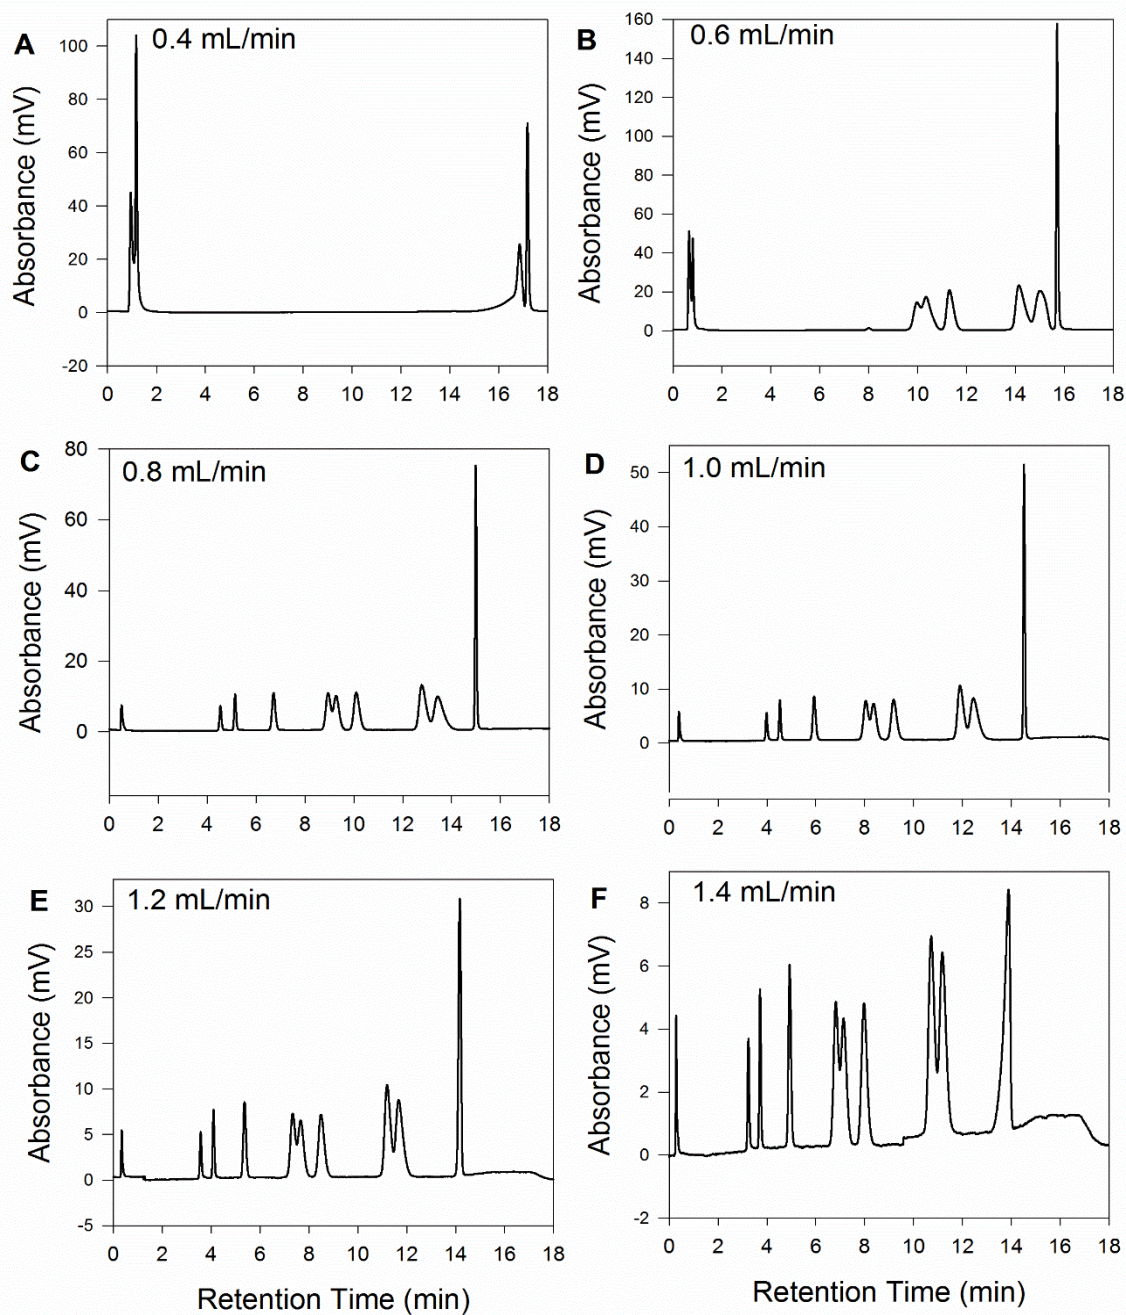 A
0.4 mL/min
Absorbance (mV)
100
80
60
40
20
0
-20
0 2 4 6 8 10 12 14 16 18
B
0.6 mL/min
Absorbance (mV)
160
140
120
100
80
60
40
20
0
0 2 4 6 8 10 12 14 16 18
C
0.8 mL/min
Absorbance (mV)
80
60
40
20
0
0 2 4 6 8 10 12 14 16 18
D
1.0 mL/min
Absorbance (mV)
50
40
30
20
10
0
0 2 4 6 8 10 12 14 16 18
E
1.2 mL/min
Absorbance (mV)
30
25
20
15
10
5
0
-5
0 2 4 6 8 10 12 14 16 18
Retention Time (min)
F
1.4 mL/min
Absorbance (mV)
8
6
4
2
0
-2
0 2 4 6 8 10 12 14 16 18
Retention Time (min)